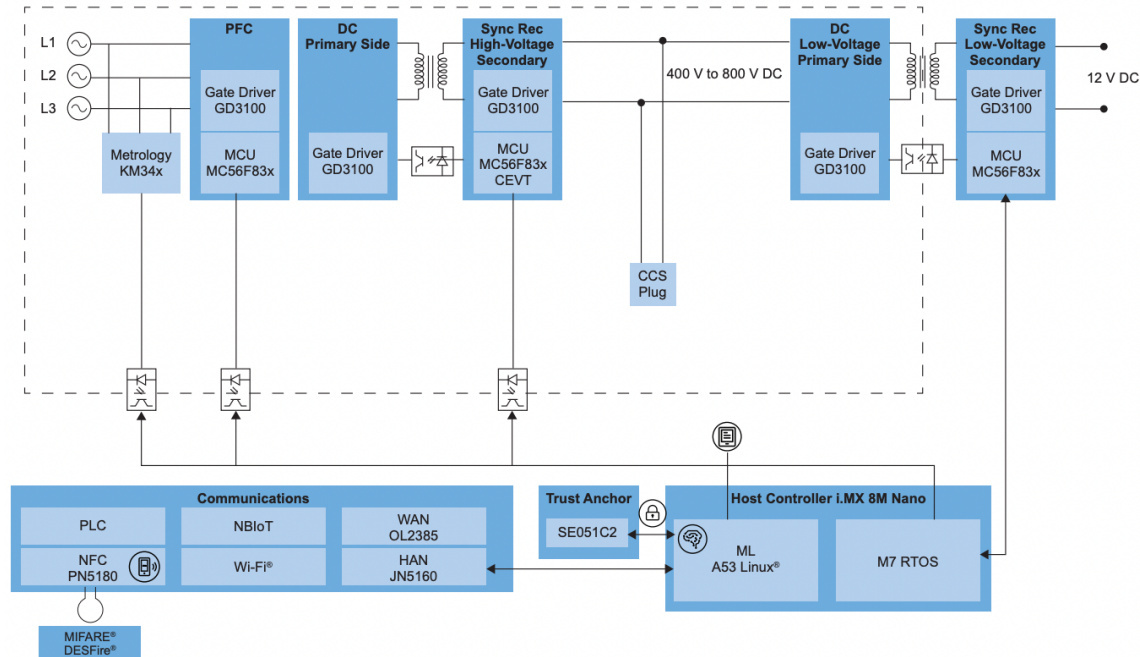 L1
L2
L3
PFC
Gate Driver
GD3100
MCU
MC56F83x
Metrology
KM34x
DC
Primary Side
Gate Driver
GD3100
Sync Rec
High-Voltage
Secondary
Gate Driver
GD3100
MCU
MC56F83x
CEVT
400 V to 800 V DC
CCS
Plug
DC
Low-Voltage
Primary Side
Gate Driver
GD3100
Sync Rec
Low-Voltage
Secondary
Gate Driver
GD3100
MCU
MC56F83x
12 V DC
Communications
PLC
NBIoT
WAN
OL2385
NFC
PN5180
Wi-Fi®
HAN
JN5160
MIFARE®
DESFire®
Trust Anchor
SE051C2
Host Controller i.MX 8M Nano
ML
A53 Linux®
M7 RTOS